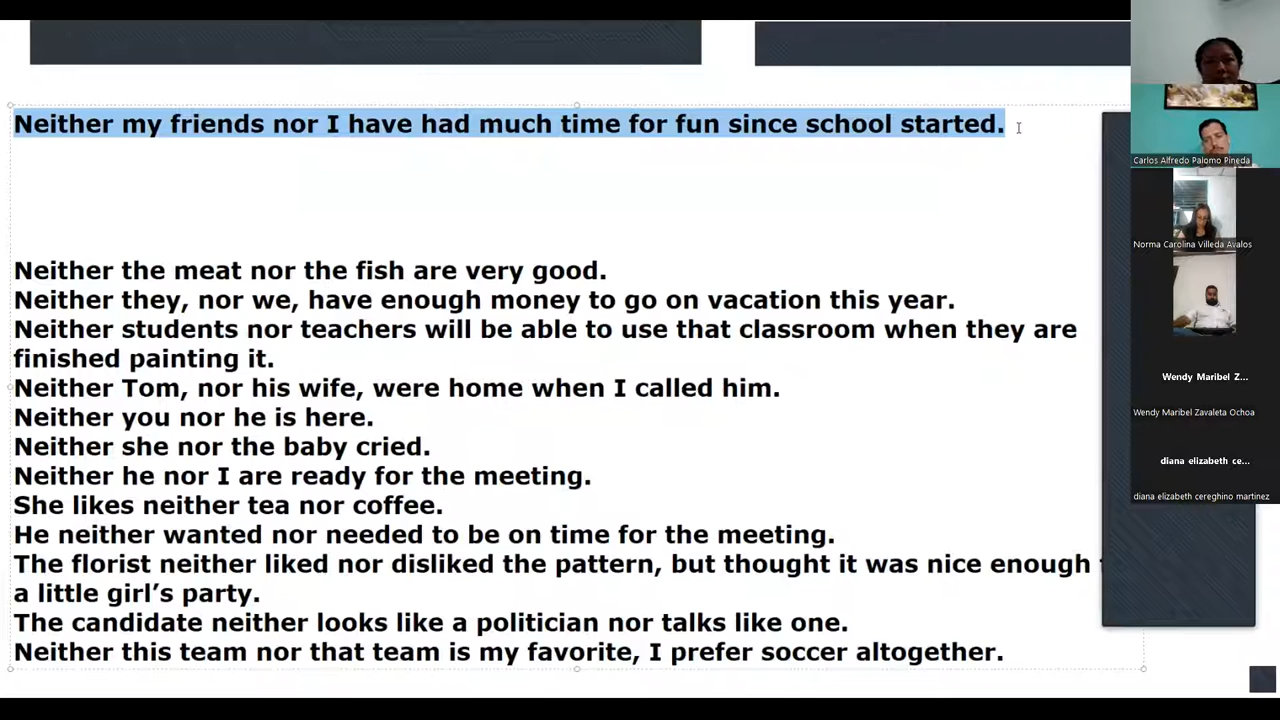 Neither my friends nor I have had much time for fun since school started.
Neither the meat nor the fish are very good.
Neither they, nor we, have enough money to go on vacation this year.
Neither students nor teachers will be able to use that classroom when they are
finished painting it.
Neither Tom, nor his wife, were home when I called him.
Neither you nor he is here.
Neither she nor the baby cried.
Neither he nor I are ready for the meeting.
She likes neither tea nor coffee.
He neither wanted nor needed to be on time for the meeting.
The florist neither liked nor disliked the pattern, but thought it was nice enough
a little girl’s party.
The candidate neither looks like a politician nor talks like one.
Neither this team nor that team is my favorite, I prefer soccer altogether.
Carlos Alfredo Palomo Pineda
Norma Carolina Villeda Avalos
Wendy Maribel Z...
Wendy Maribel Zavaleta Ochoa
diana elizabeth ce...
diana elizabeth cereghino martinez